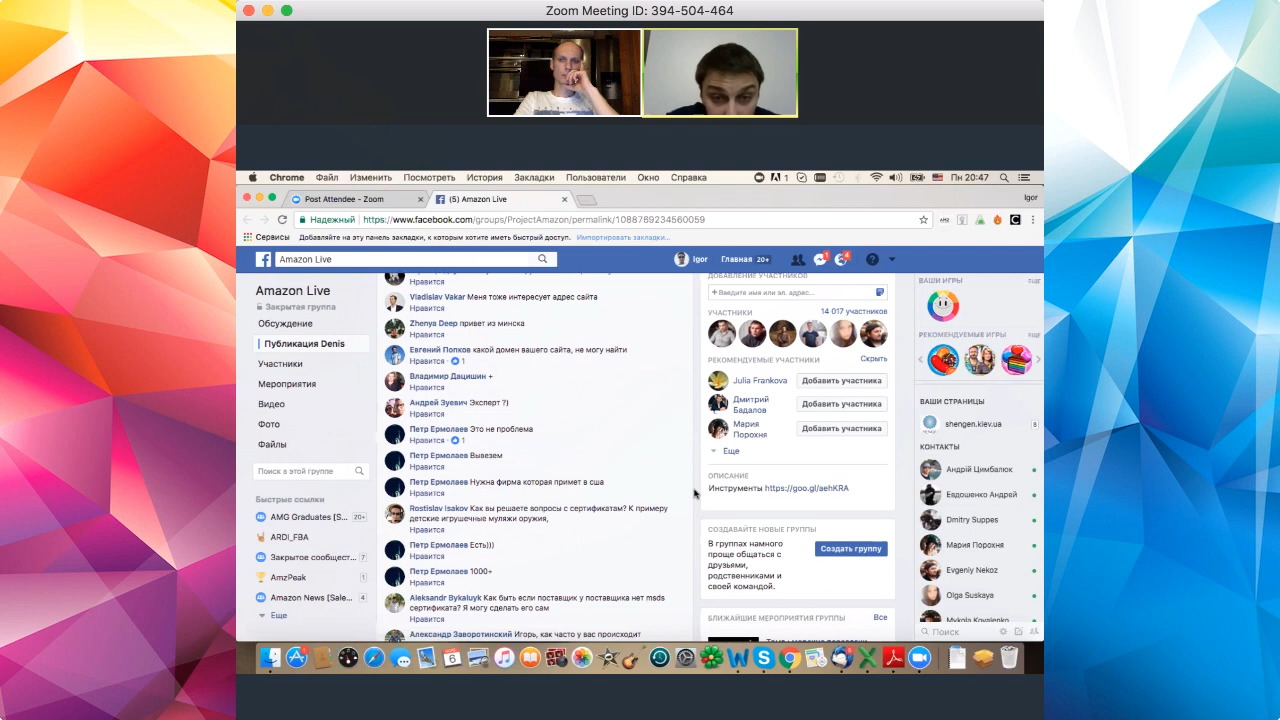 Zoom Meeting ID: 394-504-464
Chrome Файл Изменить Посмотреть История Закладки Пользователи Окно Справка
1 Пн 20:47
Post Attendee - Zoom
(5) Amazon Live
Igor
Надежный https://www.facebook.com/groups/ProjectAmazon/permalink/1088769234560059
Сервисы Добавляйте на эту панель закладки, к которым хотите иметь быстрый доступ. Импортировать закладки...
Amazon Live
Igor Главная 20+
Amazon Live
Закрытая группа
Обсуждение
Публикация Denis
Участники
Мероприятия
Видео
Фото
Файлы
Поиск в этой группе
Быстрые ссылки
AMG Graduates [S... 20+
ARDI_FBA
Закрытое сообщест... 7
AmzPeak 1
Amazon News [Sale... 4
Еще
Нравится
Vladislav Vakar Меня тоже интересует адрес сайта
Нравится
Zhenya Deep привет из минска
Нравится
Евгений Попков какой домен вашего сайта, не могу найти
Нравится · 1
Владимир Дацишин +
Нравится
Андрей Зуевич Эксперт ?)
Нравится
Петр Ермолаев Это не проблема
Нравится · 1
Петр Ермолаев Вывезем
Нравится
Петр Ермолаев Нужна фирма которая примет в сша
Нравится
Rostislav Isakov Как вы решаете вопросы с сертификатами? К примеру
детские игрушечные муляжи оружия,
Нравится
Петр Ермолаев Есть)))
Нравится
Петр Ермолаев 1000+
Нравится
Aleksandr Bykaluyk Как быть если поставщик у поставщика нет msds
сертификата? Я могу сделать его сам
Нравится
Александр Заворотинский Игорь, как часто у вас происходит
ДОБАВЛЕНИЕ УЧАСТНИКОВ
+ Введите имя или эл. адрес...
УЧАСТНИКИ 14 017 участников
РЕКОМЕНДУЕМЫЕ УЧАСТНИКИ Скрыть
Julia Frankova Добавить участника
Дмитрий
Бадалов
Добавить участника
Мария
Порохня
Добавить участника
Еще
ОПИСАНИЕ
Инструменты https://goo.gl/aehKRA
СОЗДАВАЙТЕ НОВЫЕ ГРУППЫ
В группах намного
проще общаться с
друзьями,
родственниками и
своей командой.
Создать группу
БЛИЖАЙШИЕ МЕРОПРИЯТИЯ ГРУППЫ Все
ВАШИ ИГРЫ ЕЩЕ
РЕКОМЕНДУЕМЫЕ ИГРЫ ЕЩЕ
ВАШИ СТРАНИЦЫ
shengen.kiev.ua 8
КОНТАКТЫ
Андрій Цимбалюк
Евдошенко Андрей
Dmitry Suppes
Мария Порохня
Evgeniy Nekoz
Olga Suskaya
Mykola Kovalenko
Поиск